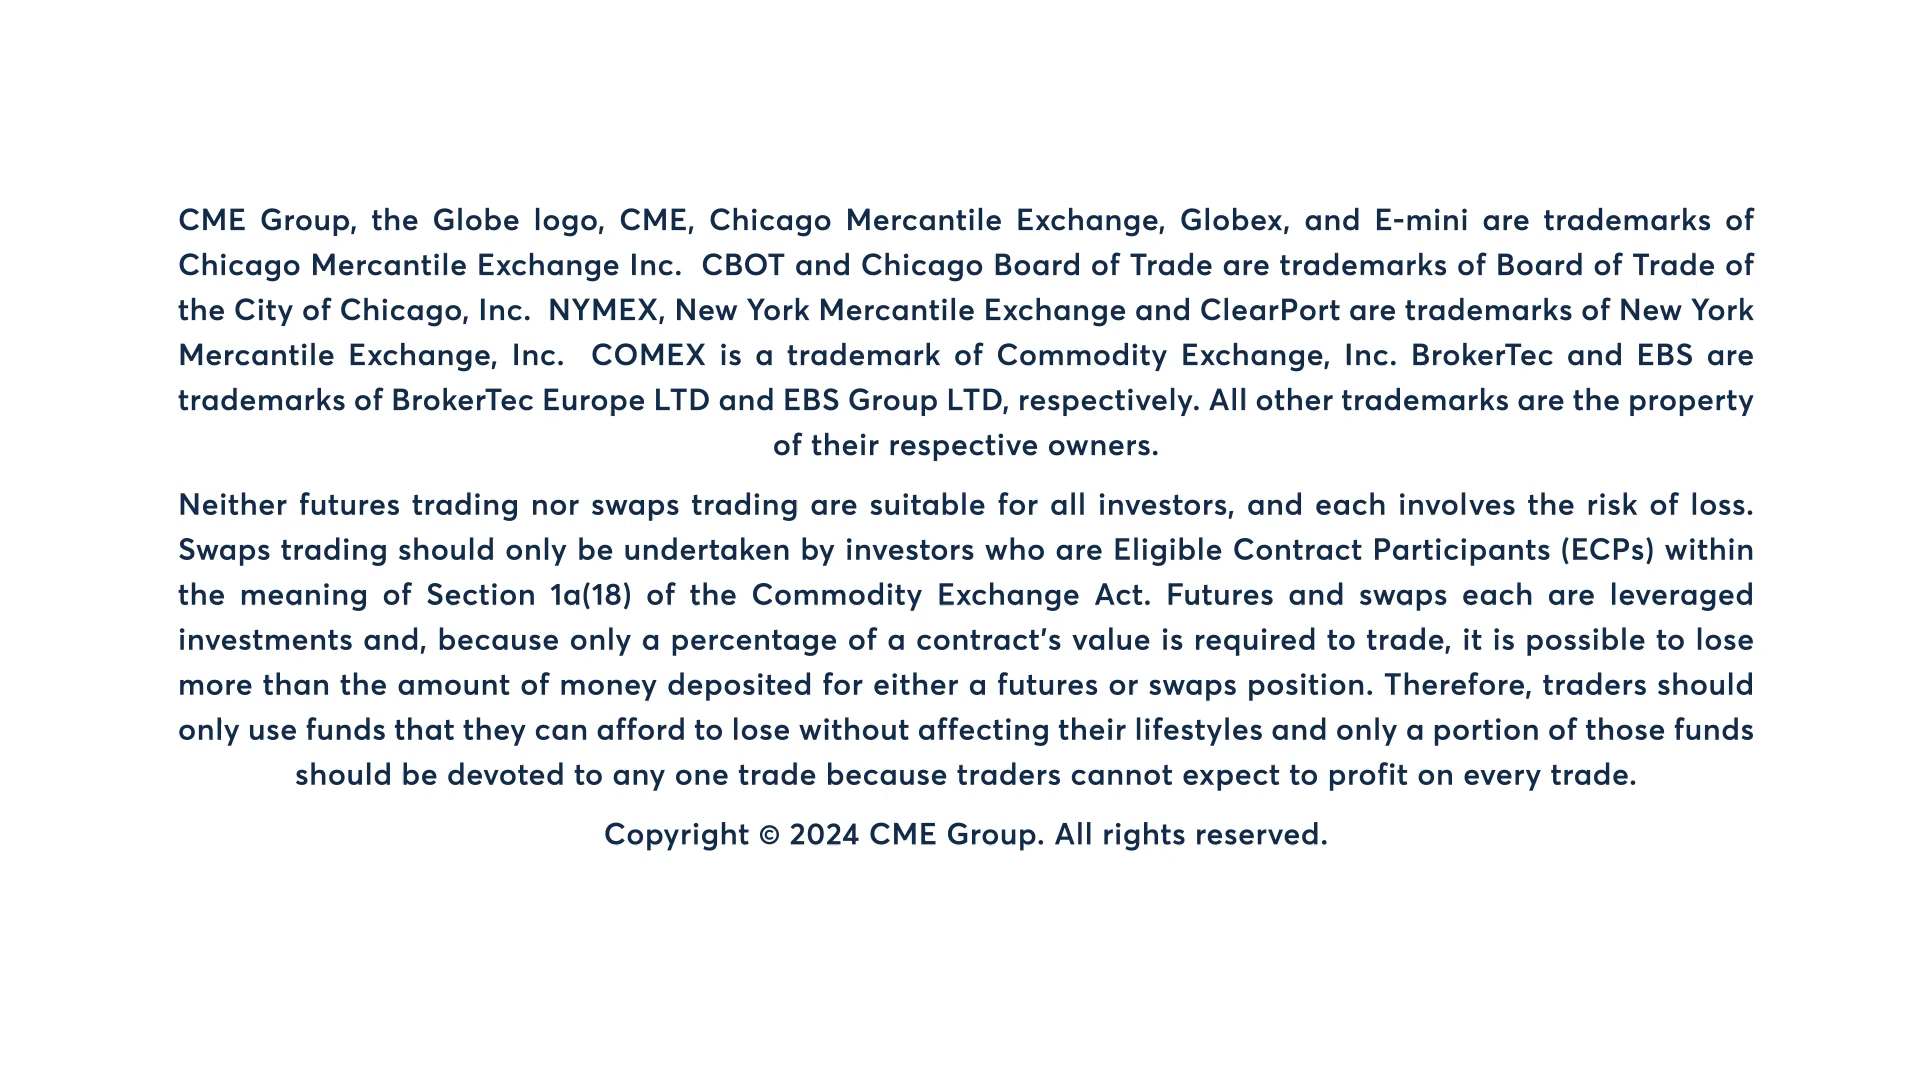 CME Group, the Globe logo, CME, Chicago Mercantile Exchange, Globex, and E-mini are trademarks of
Chicago Mercantile Exchange Inc.  CBOT and Chicago Board of Trade are trademarks of Board of Trade of
the City of Chicago, Inc.  NYMEX, New York Mercantile Exchange and ClearPort are trademarks of New York
Mercantile Exchange, Inc.  COMEX is a trademark of Commodity Exchange, Inc. BrokerTec and EBS are
trademarks of BrokerTec Europe LTD and EBS Group LTD, respectively. All other trademarks are the property
of their respective owners.
Neither futures trading nor swaps trading are suitable for all investors, and each involves the risk of loss.
Swaps trading should only be undertaken by investors who are Eligible Contract Participants (ECPs) within
the meaning of Section 1a(18) of the Commodity Exchange Act. Futures and swaps each are leveraged
investments and, because only a percentage of a contract’s value is required to trade, it is possible to lose
more than the amount of money deposited for either a futures or swaps position. Therefore, traders should
only use funds that they can afford to lose without affecting their lifestyles and only a portion of those funds
should be devoted to any one trade because traders cannot expect to profit on every trade.
Copyright © 2024 CME Group. All rights reserved.